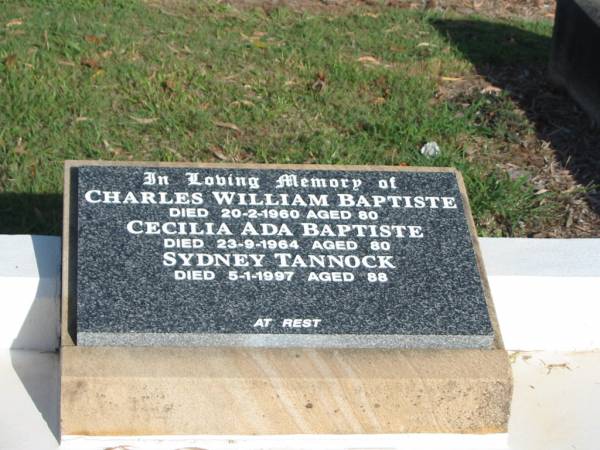 In Loving Memory of
CHARLES WILLIAM BAPTISTE
DIED 20-2-1960 AGED 80
CECILIA ADA BAPTISTE
DIED 23-9-1964 AGED 80
SYDNEY TANNOCK
DIED 5-1-1997 AGED 88
AT REST